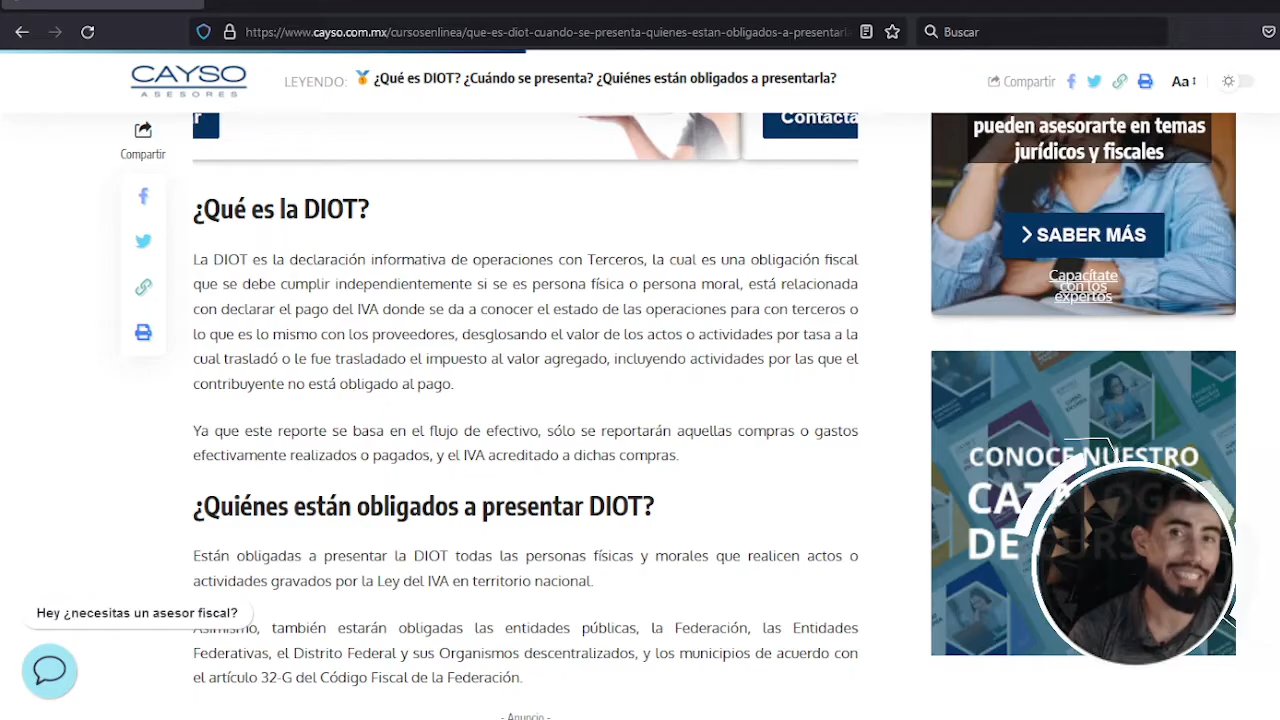 https://www.cayso.com.mx/cursosenlinea/que-es-diot-cuando-se-presenta-quienes-estan-obligados-a-presentarla
Buscar
CAYSO
ASESORES
LEYENDO: ¿Qué es DIOT? ¿Cuándo se presenta? ¿Quiénes están obligados a presentarla?
Compartir
Aa
Compartir
Contacta
pueden asesorarte en temas
jurídicos y fiscales
SABER MÁS
Capacítate
con los
expertos
¿Qué es la DIOT?
La DIOT es la declaración informativa de operaciones con Terceros, la cual es una obligación fiscal
que se debe cumplir independientemente si se es persona física o persona moral, está relacionada
con declarar el pago del IVA donde se da a conocer el estado de las operaciones para con terceros o
lo que es lo mismo con los proveedores, desglosando el valor de los actos o actividades por tasa a la
cual trasladó o le fue trasladado el impuesto al valor agregado, incluyendo actividades por las que el
contribuyente no está obligado al pago.
Ya que este reporte se basa en el flujo de efectivo, sólo se reportarán aquellas compras o gastos
efectivamente realizados o pagados, y el IVA acreditado a dichas compras.
¿Quiénes están obligados a presentar DIOT?
Están obligadas a presentar la DIOT todas las personas físicas y morales que realicen actos o
actividades gravados por la Ley del IVA en territorio nacional.
Asimismo, también estarán obligadas las entidades públicas, la Federación, las Entidades
Federativas, el Distrito Federal y sus Organismos descentralizados, y los municipios de acuerdo con
el artículo 32-G del Código Fiscal de la Federación.
- Anuncio -
Hey ¿necesitas un asesor fiscal?
CONOCE NUESTRO
DE